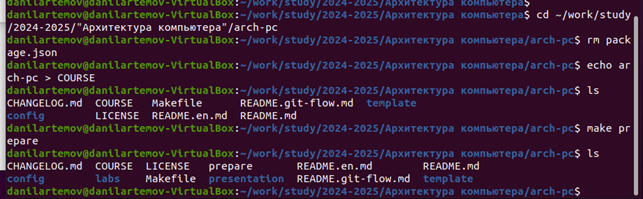 danilartemov@danilartemov-VirtualBox:~/work/study/2024-2025/Архитектура компьютера$
danilartemov@danilartemov-VirtualBox:~/work/study/2024-2025/Архитектура компьютера$ cd ~/work/study
/2024-2025/"Архитектура компьютера"/arch-pc
danilartemov@danilartemov-VirtualBox:~/work/study/2024-2025/Архитектура компьютера/arch-pc$ rm pack
age.json
danilartemov@danilartemov-VirtualBox:~/work/study/2024-2025/Архитектура компьютера/arch-pc$ echo ar
ch-pc > COURSE
danilartemov@danilartemov-VirtualBox:~/work/study/2024-2025/Архитектура компьютера/arch-pc$ ls
CHANGELOG.md COURSE Makefile README.git-flow.md template
config LICENSE README.en.md README.md
danilartemov@danilartemov-VirtualBox:~/work/study/2024-2025/Архитектура компьютера/arch-pc$ make pr
epare
danilartemov@danilartemov-VirtualBox:~/work/study/2024-2025/Архитектура компьютера/arch-pc$ ls
CHANGELOG.md COURSE LICENSE prepare README.en.md README.md
config labs Makefile presentation README.git-flow.md template
danilartemov@danilartemov-VirtualBox:~/work/study/2024-2025/Архитектура компьютера/arch-pc$